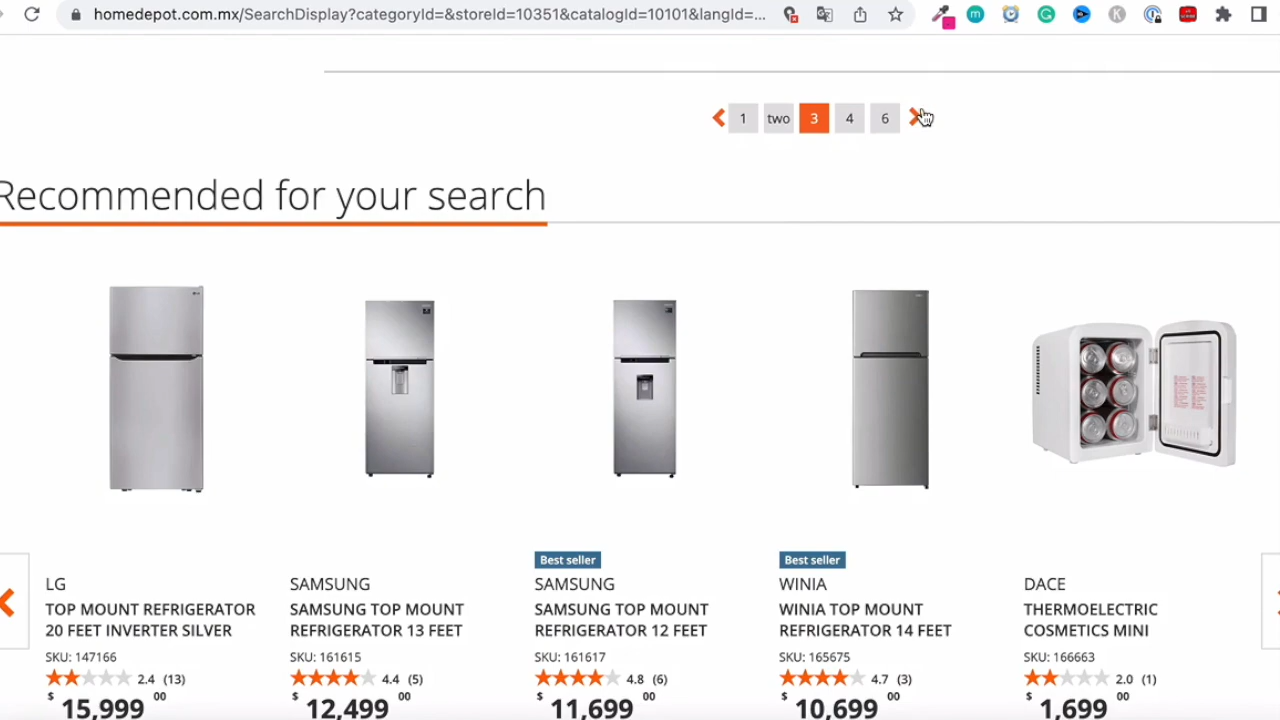 homedepot.com.mx/SearchDisplay?categoryId=&storeId=10351&catalogId=10101&langId=...
1 two 3 4 6
Recommended for your search
Best seller
Best seller
LG
SAMSUNG
SAMSUNG
WINIA
DACE
TOP MOUNT REFRIGERATOR
20 FEET INVERTER SILVER
SAMSUNG TOP MOUNT
REFRIGERATOR 13 FEET
SAMSUNG TOP MOUNT
REFRIGERATOR 12 FEET
WINIA TOP MOUNT
REFRIGERATOR 14 FEET
THERMOELECTRIC
COSMETICS MINI
SKU: 147166
SKU: 161615
SKU: 161617
SKU: 165675
SKU: 166663
2.4 (13)
4.4 (5)
4.8 (6)
4.7 (3)
2.0 (1)
$ 15,999 00
$ 12,499 00
$ 11,699 00
$ 10,699 00
$ 1,699 00